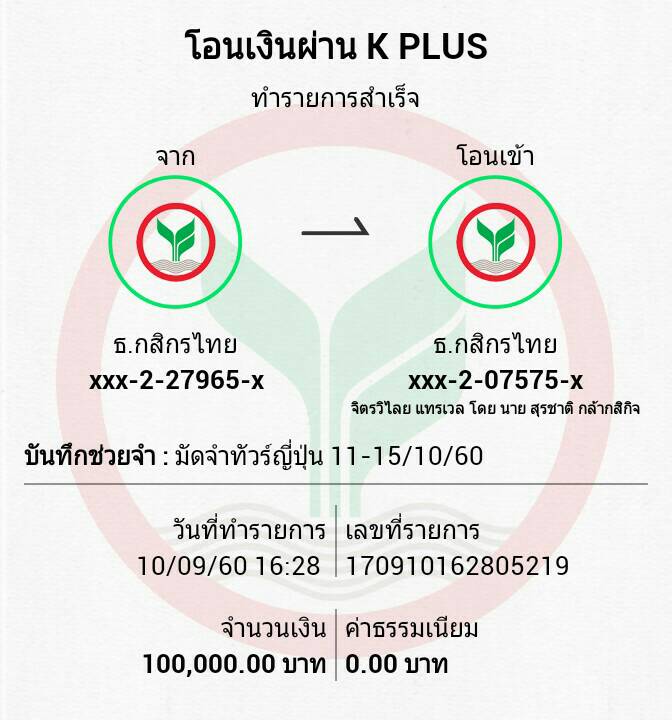 โอนเงินผ่าน K PLUS
ทำรายการสำเร็จ
จาก
โอนเข้า
ธ.กสิกรไทย
xxx-2-27965-x
ธ.กสิกรไทย
xxx-2-07575-x
จิตรวิไลย แทรเวล โดย นาย สุรชาติ กล้ากสิกิจ
บันทึกช่วยจำ : มัดจำทัวร์ญี่ปุ่น 11-15/10/60
วันที่ทำรายการ
10/09/60 16:28
เลขที่รายการ
170910162805219
จำนวนเงิน
100,000.00 บาท
ค่าธรรมเนียม
0.00 บาท